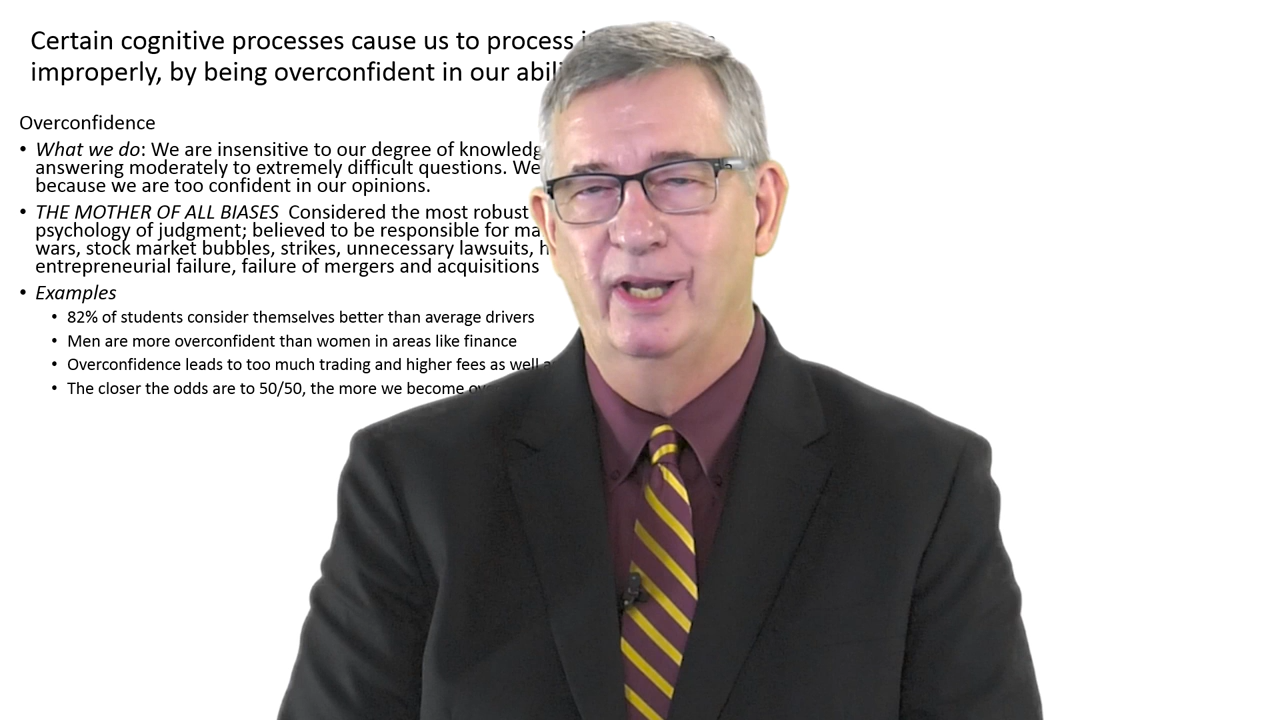 Certain cognitive processes cause us to process
improperly, by being overconfident in our
Overconfidence
• What we do: We are insensitive to our degree of
answering moderately to extremely difficult questions. We
because we are too confident in our opinions.
• THE MOTHER OF ALL BIASES Considered the most robust
psychology of judgment; believed to be responsible for
wars, stock market bubbles, strikes, unnecessary lawsuits,
entrepreneurial failure, failure of mergers and acquisitions
• Examples
• 82% of students consider themselves better than average drivers
• Men are more overconfident than women in areas like finance
• Overconfidence leads to too much trading and higher fees as well
• The closer the odds are to 50/50, the more we become